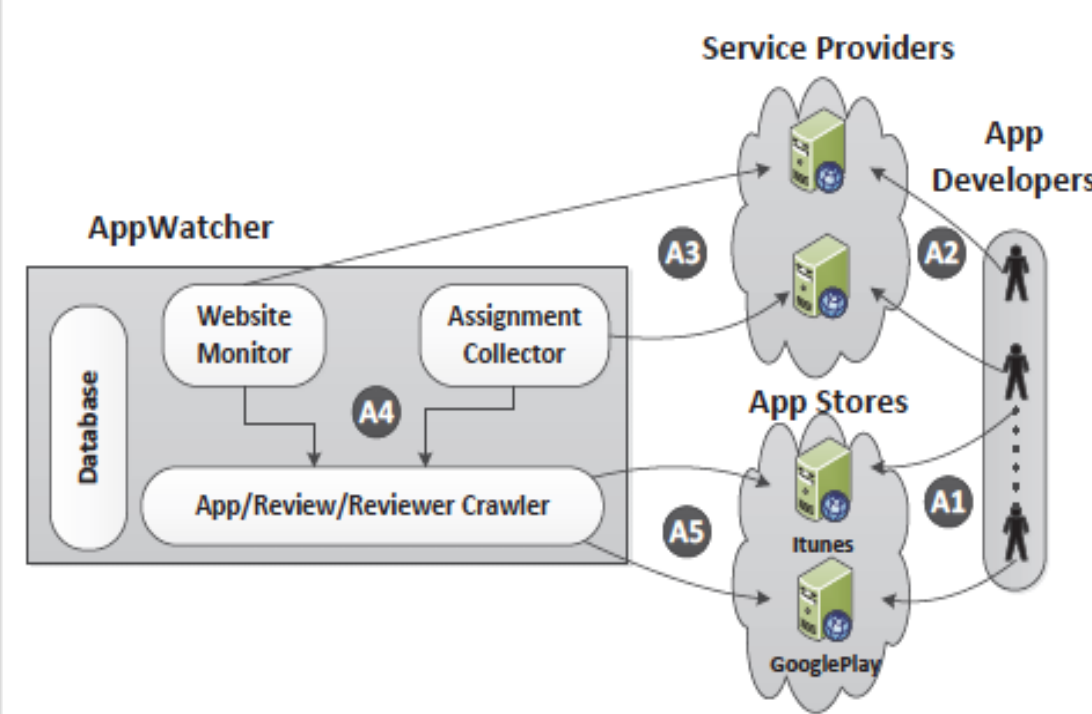 Service Providers
App
Developers
AppWatcher
A3
A2
Website
Monitor
Assignment
Collector
Database
A4
App Stores
App/Review/Reviewer Crawler
A5
A1
Itunes
GooglePlay